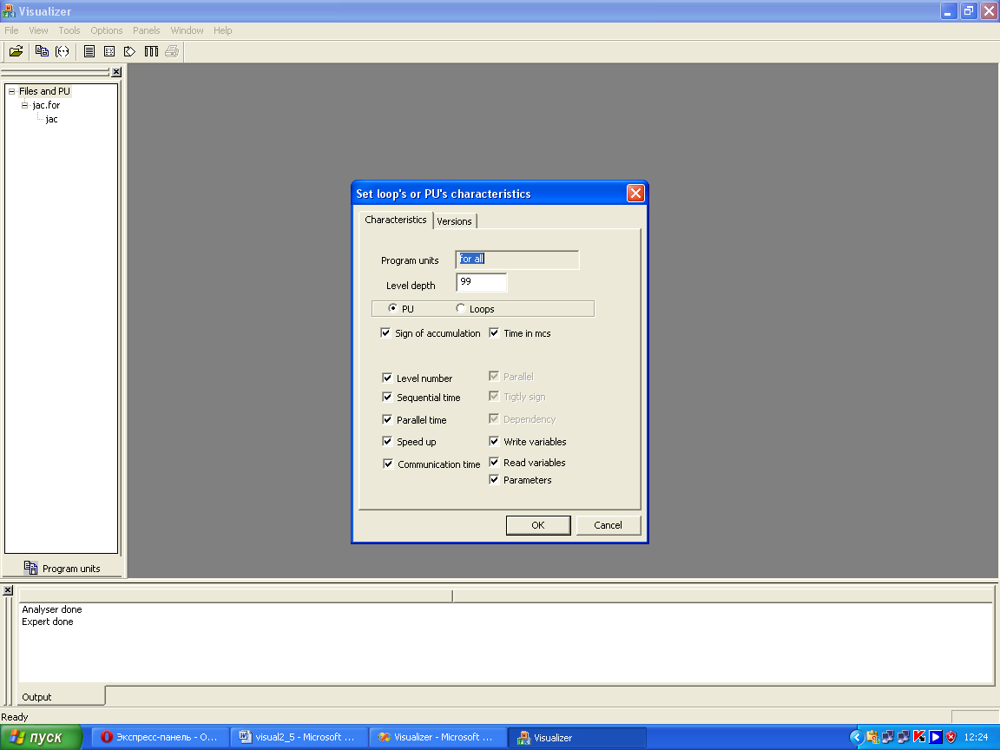 Visualizer
File View Tools Options Panels Window Help
Files and PU
jac.for
jac
Program units
Set loop's or PU's characteristics
Characteristics Versions
Program units for all
Level depth 99
PU Loops
Sign of accumulation Time in mcs
Level number Parallel
Sequential time Tigtly sign
Parallel time Dependency
Speed up Write variables
Communication time Read variables
Parameters
OK Cancel
Analyser done
Expert done
Output
Ready
пуск Экспресс-панель - О... visual2_5 - Microsoft ... Visualizer - Microsoft ... Visualizer 12:24